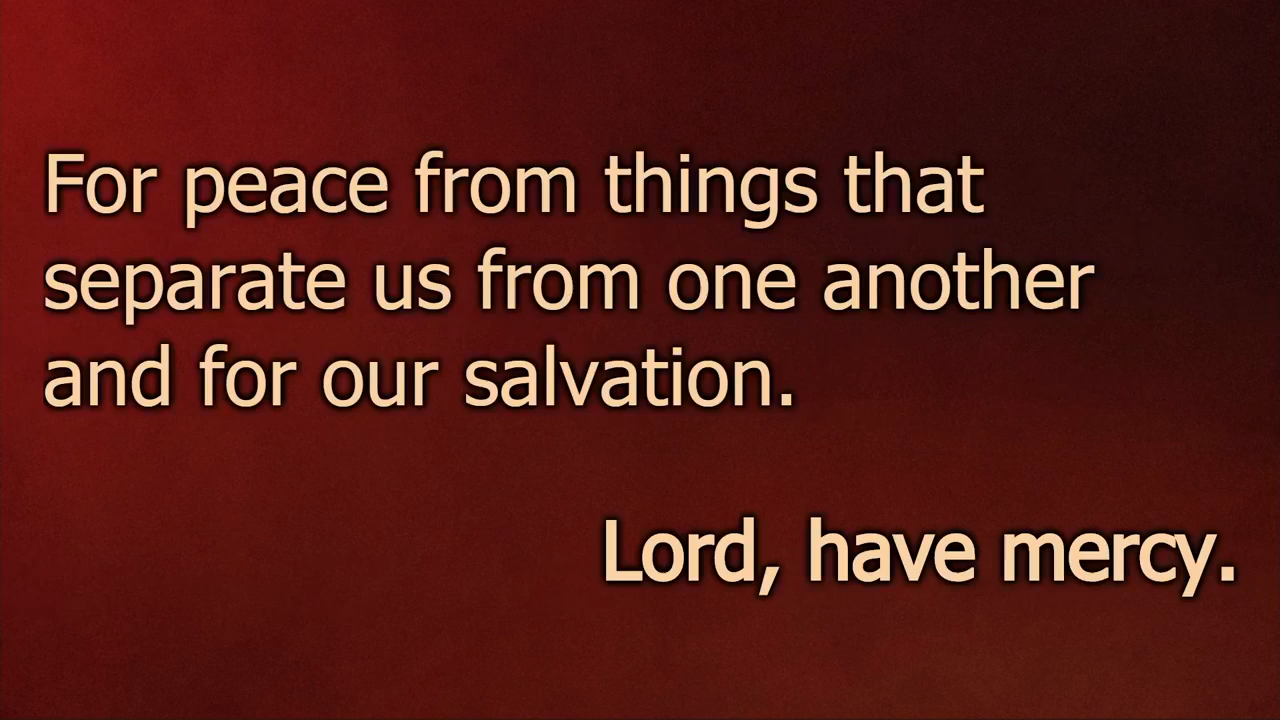 For peace from things that
separate us from one another
and for our salvation.
Lord, have mercy.